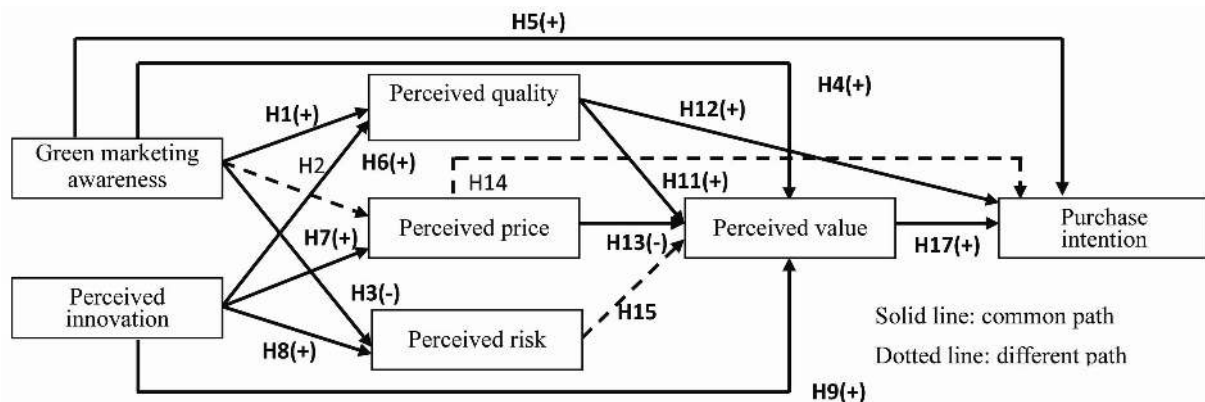 H5(+)
H4(+)
Perceived quality
H12(+)
H1(+)
Green marketing
awareness
H2
H6(+)
H14
H11(+)
Perceived price
Perceived value
Purchase
intention
H7(+)
H13(-)
H17(+)
Perceived
innovation
H3(-)
Perceived risk
H15
Solid line: common path
H8(+)
Dotted line: different path
H9(+)